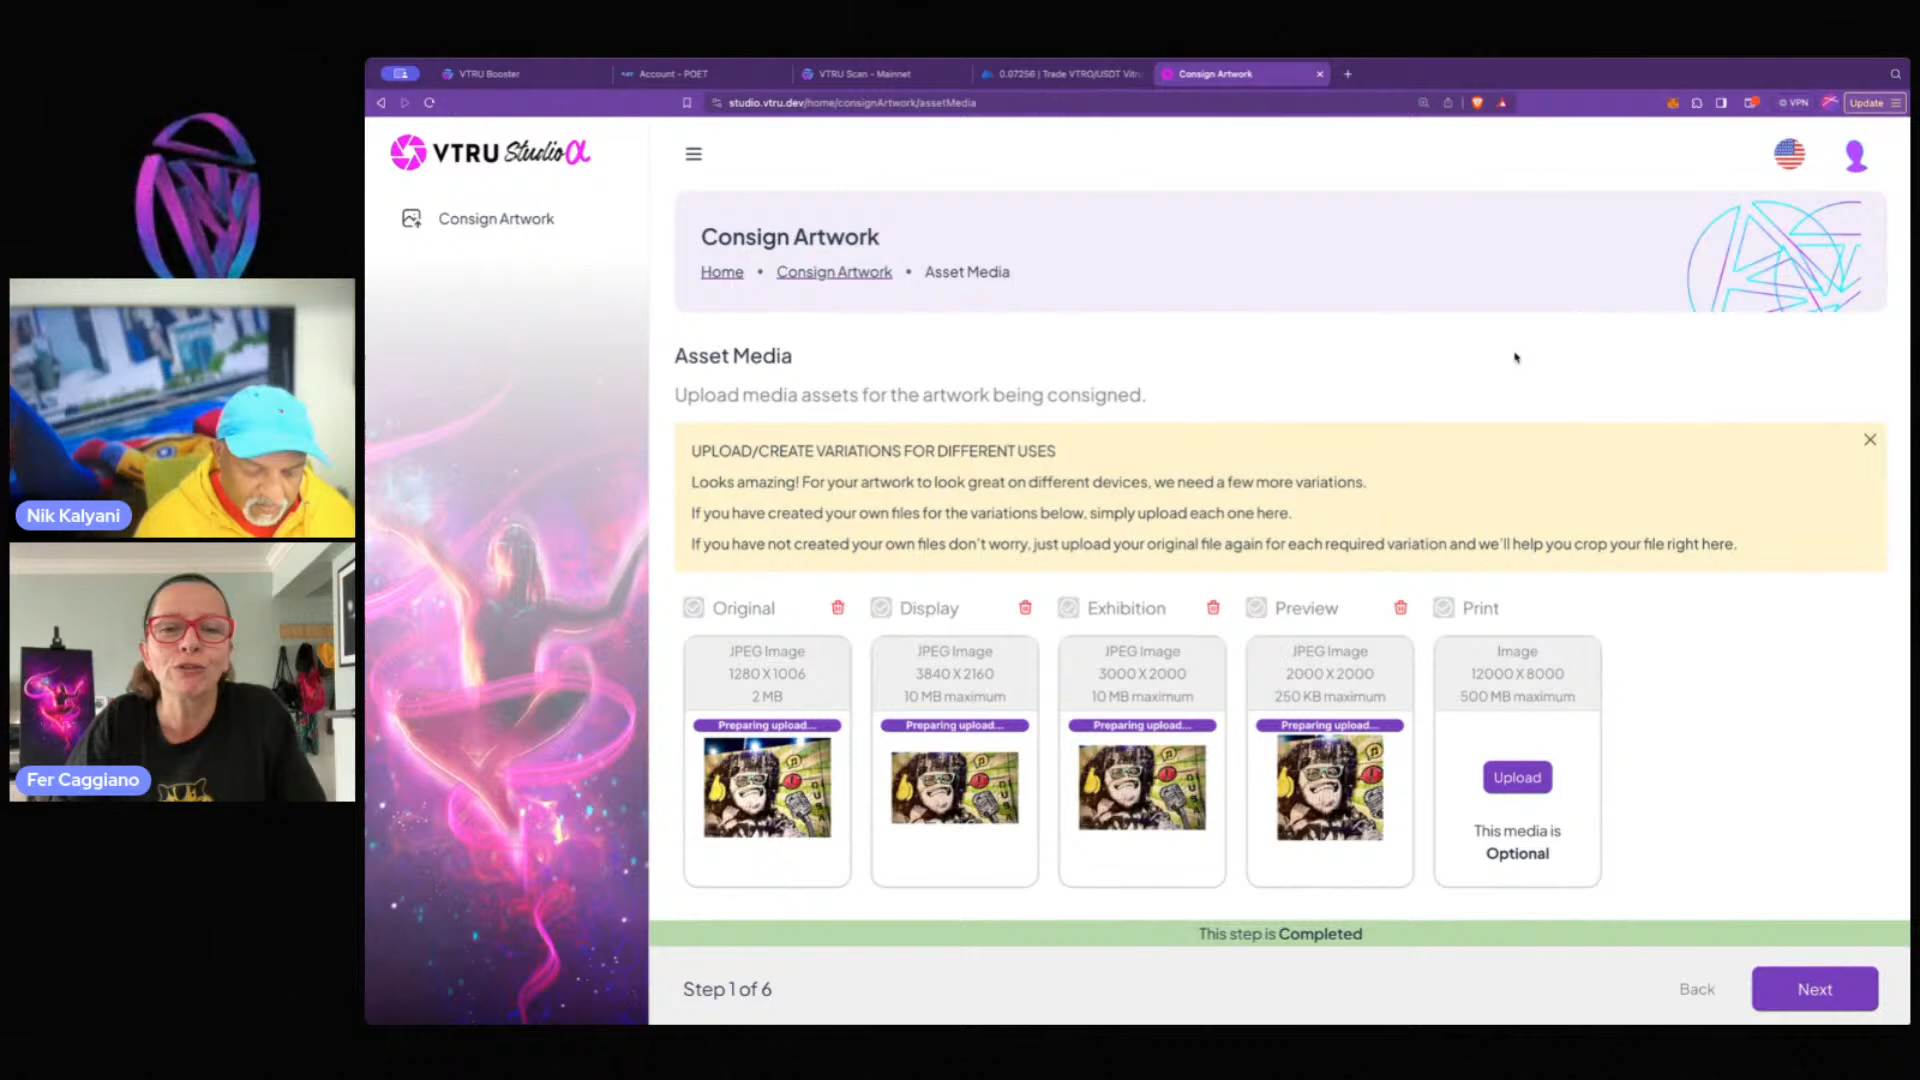 VTRU Booster
Account - POET
VTRU Scan - Mainnet
0.07256 | Trade VTRO/USDT Vitru
Consign Artwork
studio.vtru.dev/home/consignArtwork/assetMedia
VPN
Update
VTRU Studio α
Consign Artwork
Consign Artwork
Home • Consign Artwork • Asset Media
Asset Media
Upload media assets for the artwork being consigned.
UPLOAD/CREATE VARIATIONS FOR DIFFERENT USES
Looks amazing! For your artwork to look great on different devices, we need a few more variations.
If you have created your own files for the variations below, simply upload each one here.
If you have not created your own files don't worry, just upload your original file again for each required variation and we'll help you crop your file right here.
Original
JPEG Image
1280 X 1006
2 MB
Preparing upload...
Display
JPEG Image
3840 X 2160
10 MB maximum
Preparing upload...
Exhibition
JPEG Image
3000 X 2000
10 MB maximum
Preparing upload...
Preview
JPEG Image
2000 X 2000
250 KB maximum
Preparing upload...
Print
Image
12000 X 8000
500 MB maximum
Upload
This media is
Optional
This step is Completed
Step 1 of 6
Back
Next
Nik Kalyani
Fer Caggiano